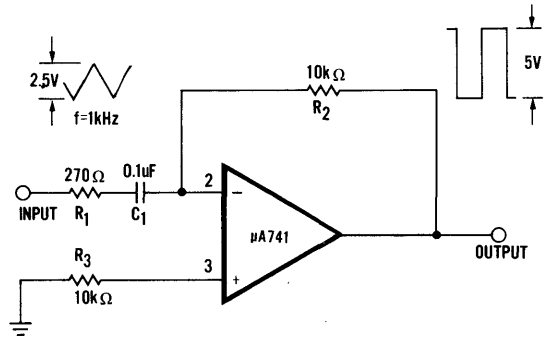 2.5V
f=1kHz
5V
10kΩ
R2
270Ω
0.1uF
INPUT
R1
C1
2
−
μA741
3
+
OUTPUT
R3
10kΩ